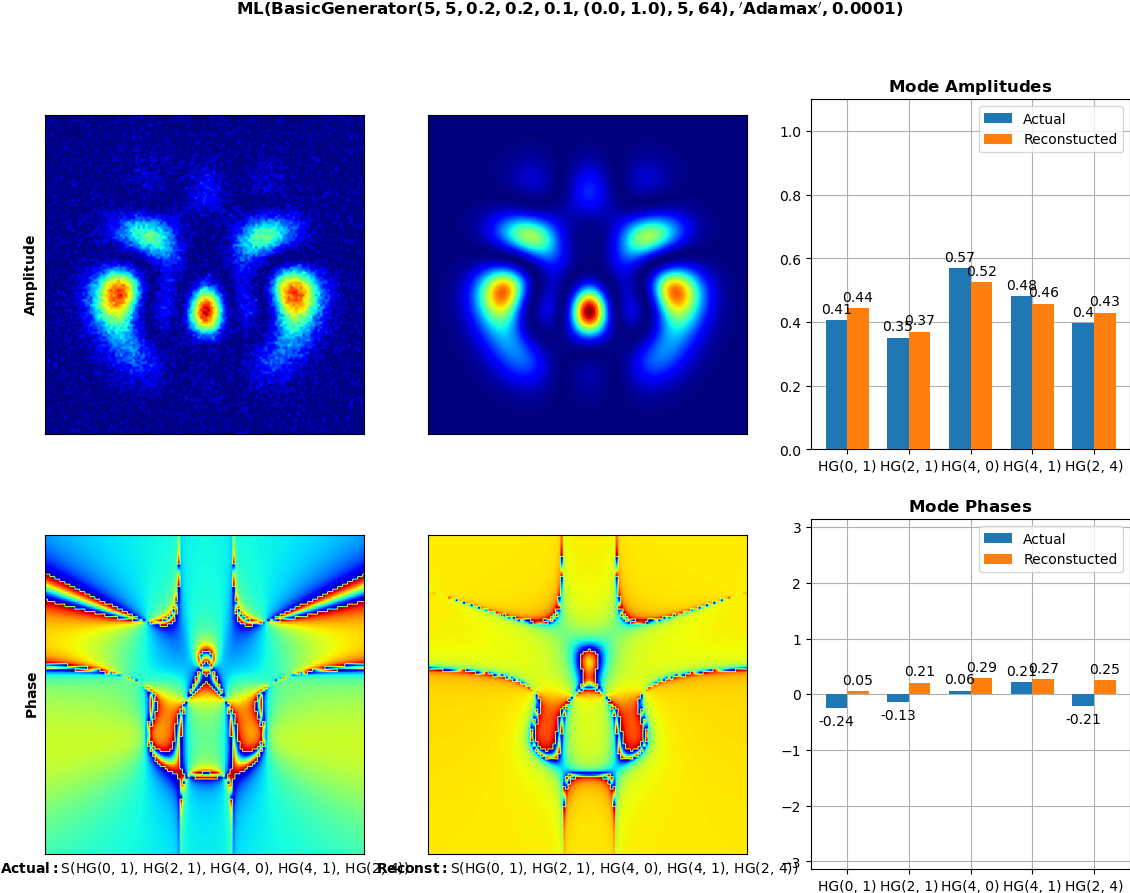 ML(BasicGenerator(5, 5, 0.2, 0.2, 0.1, (0.0, 1.0), 5, 64), ′Adamax′, 0.0001)
Mode Amplitudes
Actual
Reconstucted
1.0
0.8
0.6
0.4
0.2
0.0
0.41
0.44
0.35
0.37
0.57
0.52
0.48
0.46
0.4
0.43
HG(0, 1) HG(2, 1) HG(4, 0) HG(4, 1) HG(2, 4)
Amplitude
Mode Phases
Actual
Reconstucted
3
2
1
0
−1
−2
−3
-0.24
0.05
-0.13
0.21
0.06
0.29
0.21
0.27
-0.21
0.25
HG(0, 1) HG(2, 1) HG(4, 0) HG(4, 1) HG(2, 4)
Phase
Actual: S(HG(0, 1), HG(2, 1), HG(4, 0), HG(4, 1), HG(2, 4))
Reconst: S(HG(0, 1), HG(2, 1), HG(4, 0), HG(4, 1), HG(2, 4))